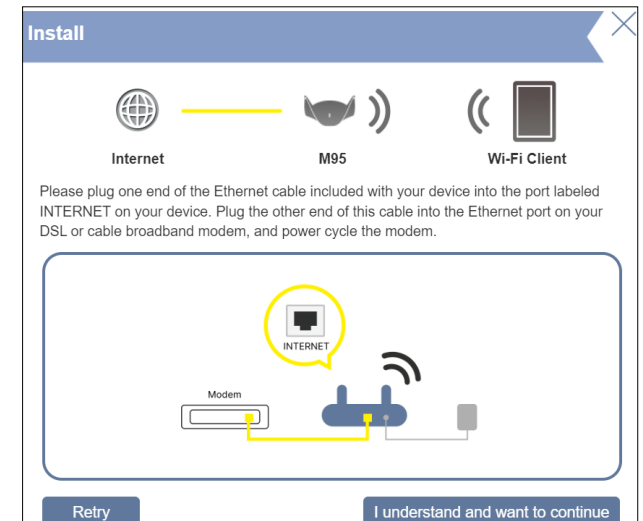 Install
Internet
M95
Wi-Fi Client
Please plug one end of the Ethernet cable included with your device into the port labeled
INTERNET on your device. Plug the other end of this cable into the Ethernet port on your
DSL or cable broadband modem, and power cycle the modem.
INTERNET
Modem
Retry
I understand and want to continue